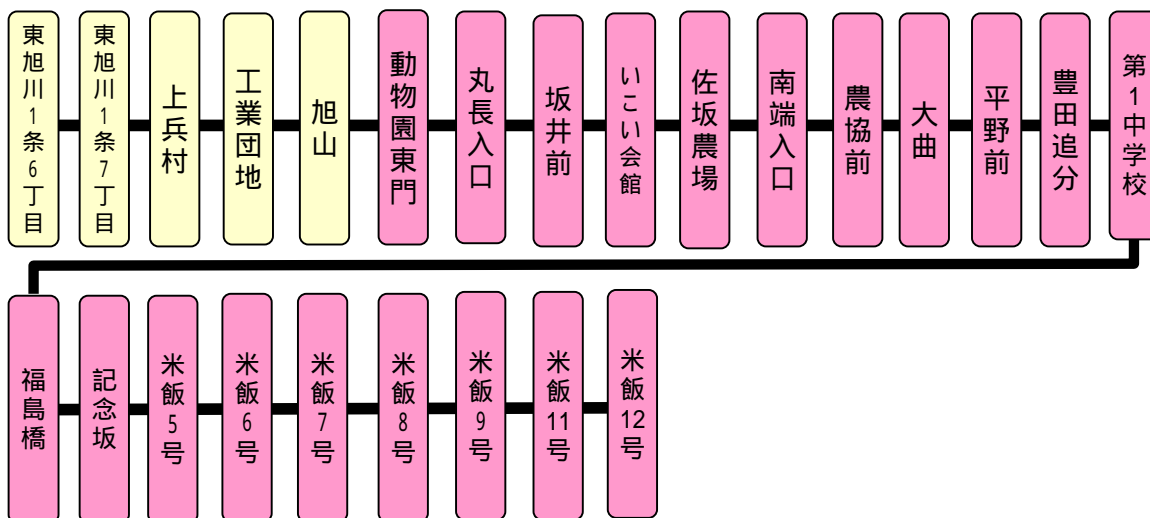 東旭川1条6丁目
東旭川1条7丁目
上兵村
工業団地
旭山
動物園東門
丸長入口
坂井前
いこい会館
佐坂農場
南端入口
農協前
大曲
平野前
豊田追分
第1中学校
福島橋
記念坂
米飯5号
米飯6号
米飯7号
米飯8号
米飯9号
米飯11号
米飯12号